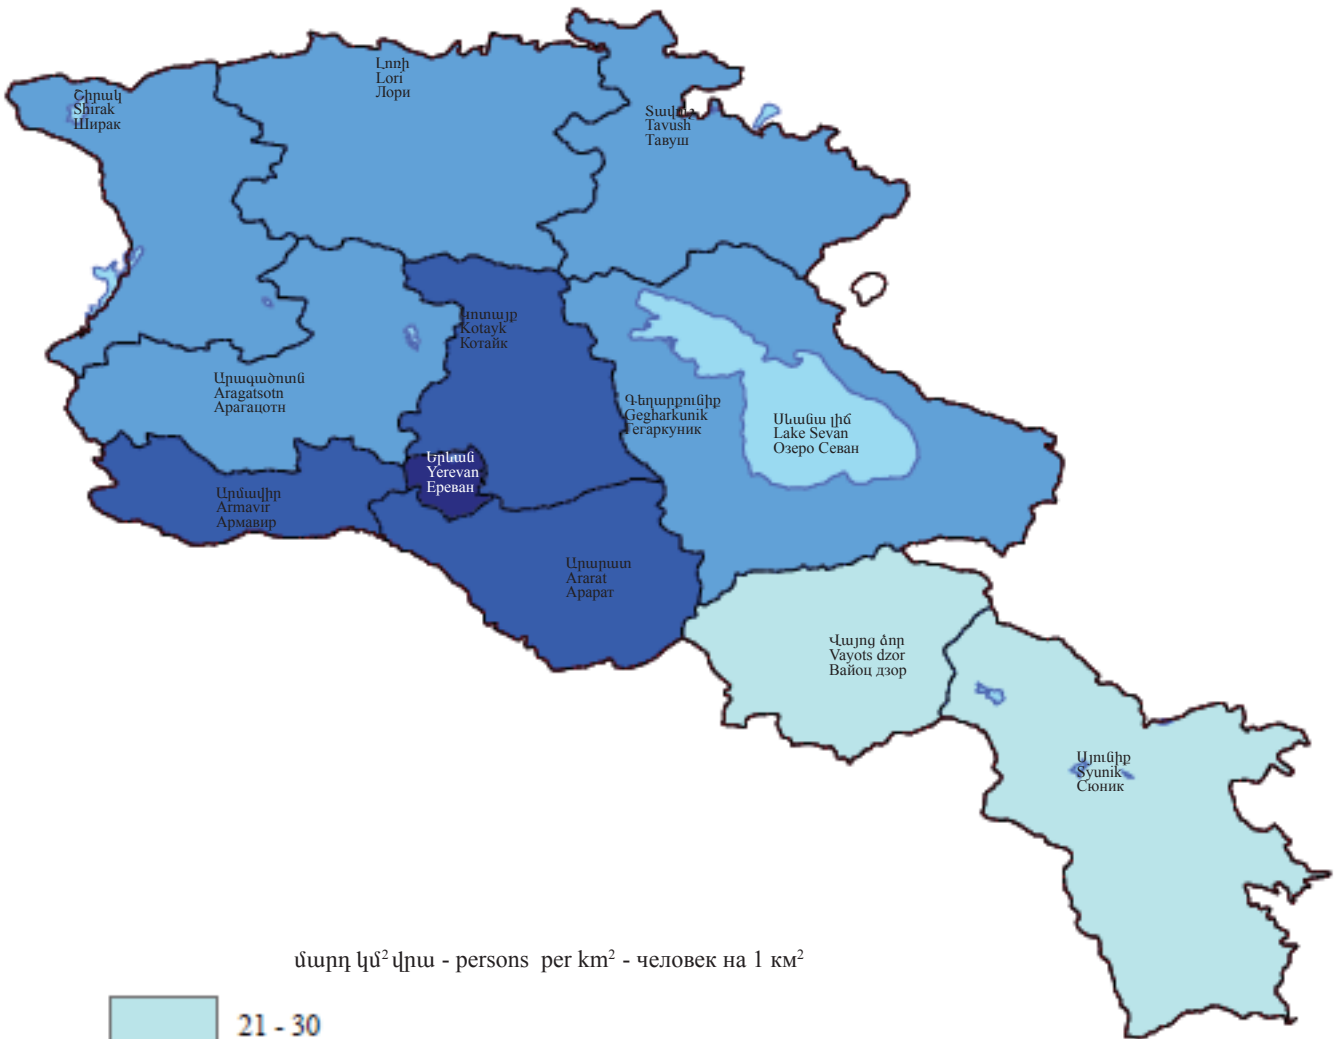 Լոռի
Lori
Лори
Շիրակ
Shirak
Ширак
Տավուշ
Tavush
Тавуш
Կոտայք
Kotayk
Котайк
Արագածոտն
Aragatsotn
Арагацотн
Գեղարքունիք
Gegharkunik
Гегаркуник
Սևանա լիճ
Lake Sevan
Озеро Севан
Երևան
Yerevan
Ереван
Արմավիր
Armavir
Армавир
Արարատ
Ararat
Арарат
Վայոց ձոր
Vayots dzor
Вайоц дзор
Սյունիք
Syunik
Сюник
մարդ կմ² վրա - persons per km² - человек на 1 км²
21 - 30